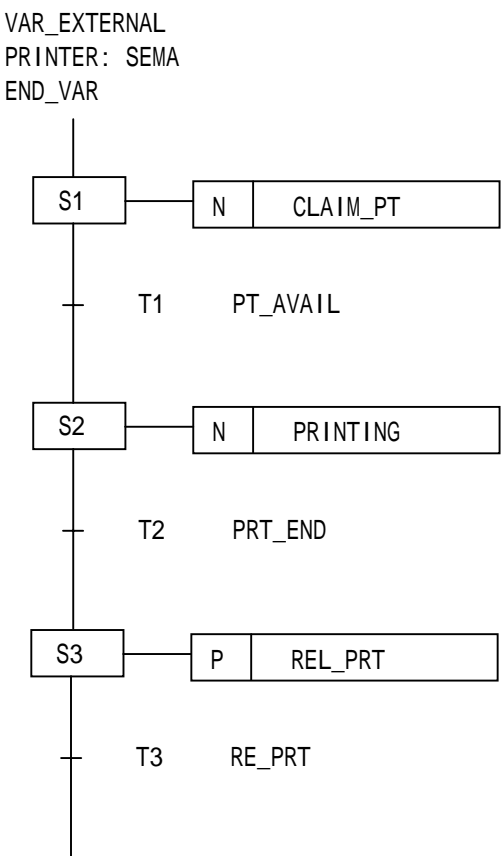 VAR_EXTERNAL
PRINTER: SEMA
END_VAR
S1 N CLAIM_PT
T1 PT_AVAIL
S2 N PRINTING
T2 PRT_END
S3 P REL_PRT
T3 RE_PRT